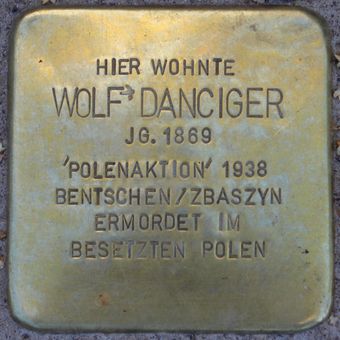 HIER WOHNTE
WOLF DANCIGER
JG. 1869
'POLENAKTION' 1938
BENTSCHEN/ZBASZYN
ERMORDET IM
BESETZTEN POLEN